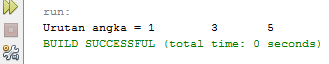 run:
Urutan angka = 1 3 5
BUILD SUCCESSFUL (total time: 0 seconds)